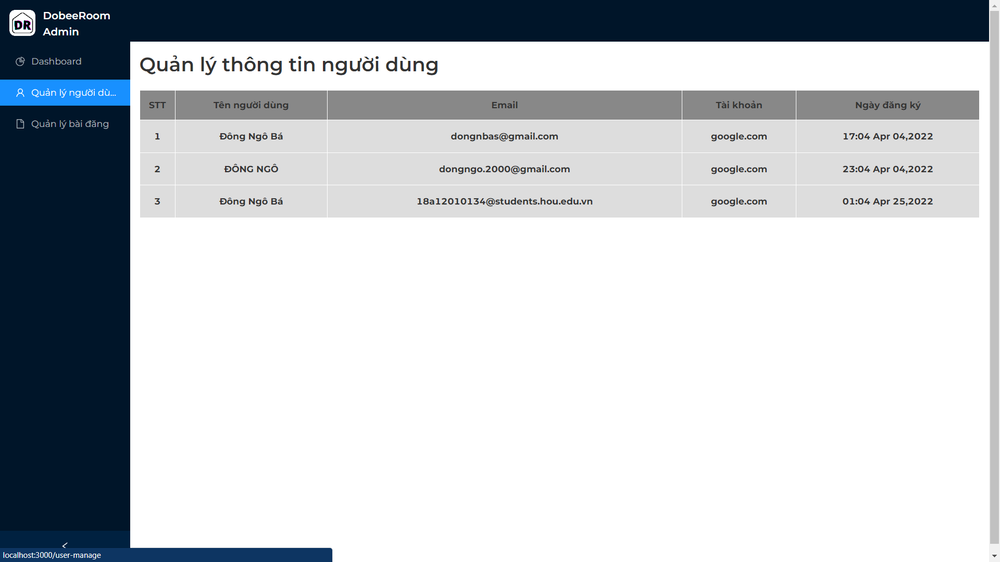 DR
DobeeRoom
Admin
Dashboard
Quản lý người dù...
Quản lý bài đăng
Quản lý thông tin người dùng
STT Tên người dùng Email Tài khoản Ngày đăng ký
1 Đông Ngô Bá dongnbas@gmail.com google.com 17:04 Apr 04,2022
2 ĐÔNG NGÔ dongngo.2000@gmail.com google.com 23:04 Apr 04,2022
3 Đông Ngô Bá 18a12010134@students.hou.edu.vn google.com 01:04 Apr 25,2022
localhost:3000/user-manage